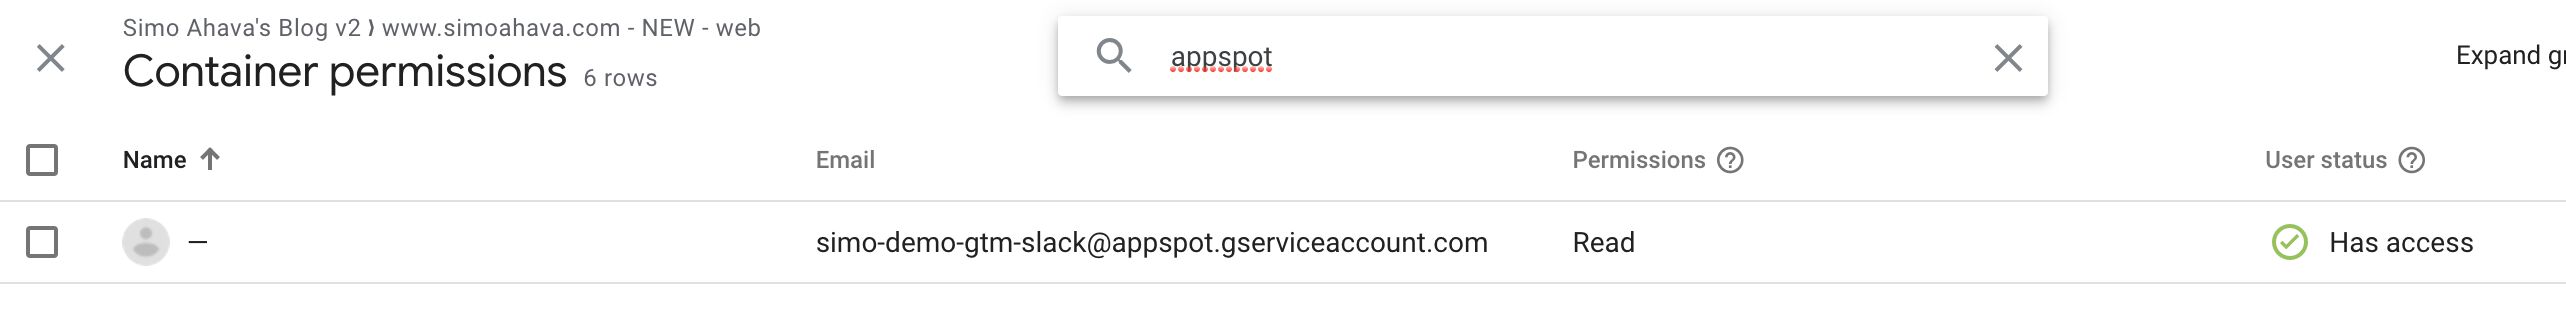 Simo Ahava's Blog v2 ⟩ www.simoahava.com - NEW - web
Container permissions 6 rows
appspot
Expand gr
Name Email Permissions User status
— simo-demo-gtm-slack@appspot.gserviceaccount.com Read Has access